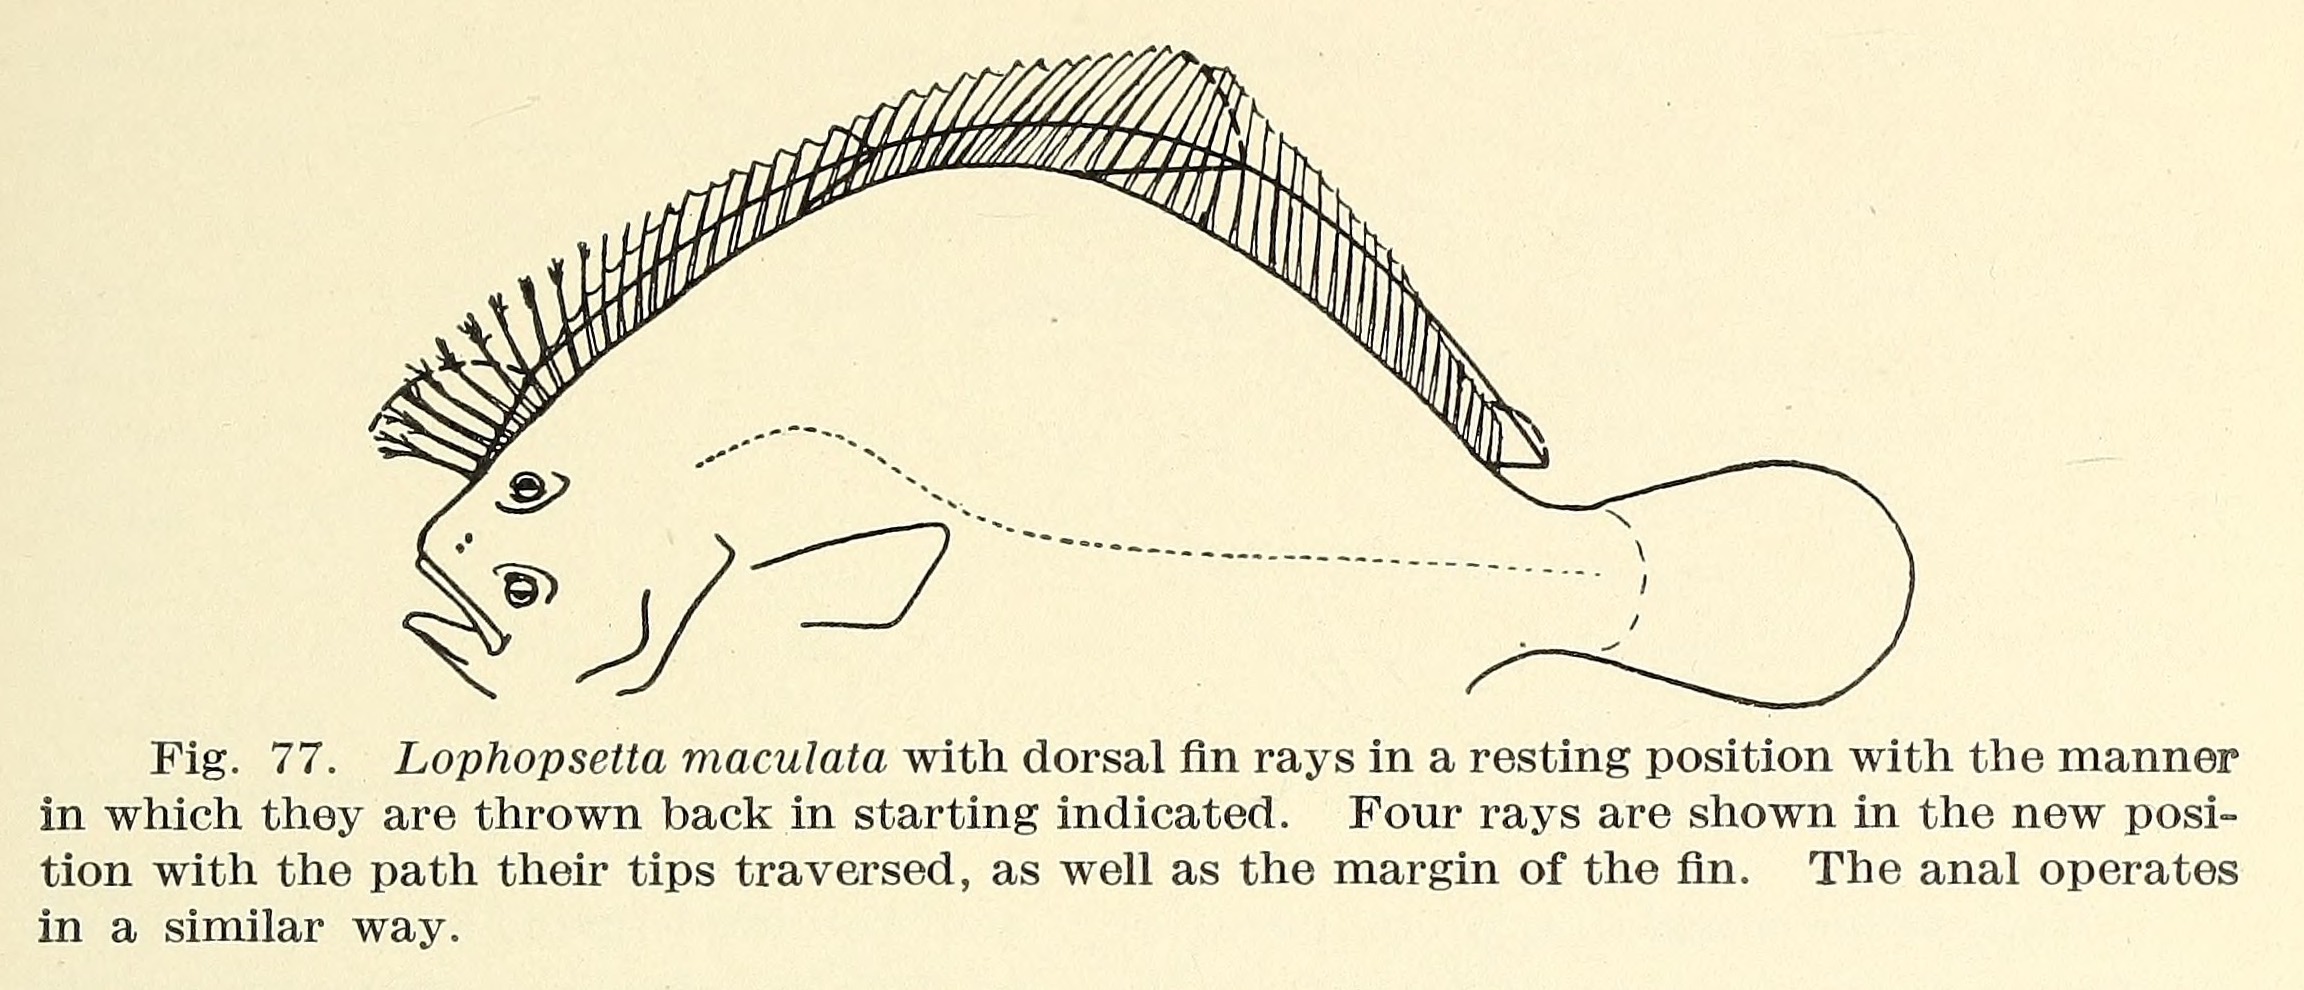 Fig. 77. Lophopsetta maculata with dorsal fin rays in a resting position with the manner
in which they are thrown back in starting indicated. Four rays are shown in the new posi-
tion with the path their tips traversed, as well as the margin of the fin. The anal operates
in a similar way.